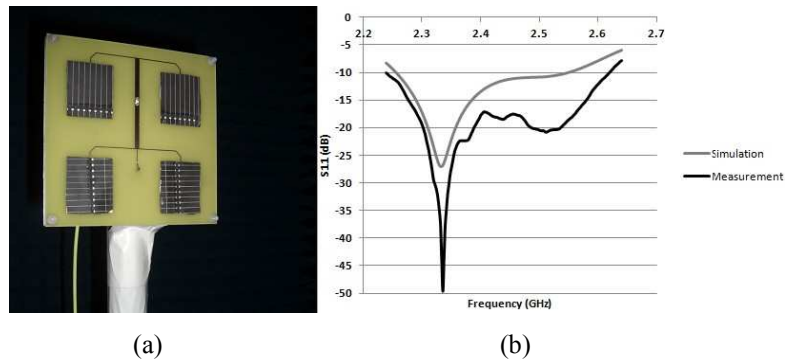 0
2.2
2.3
2.4
2.5
2.6
2.7
-5
-10
-15
-20
-25
-30
-35
-40
-45
-50
S11 (dB)
Frequency (GHz)
Simulation
Measurement
(a)
(b)